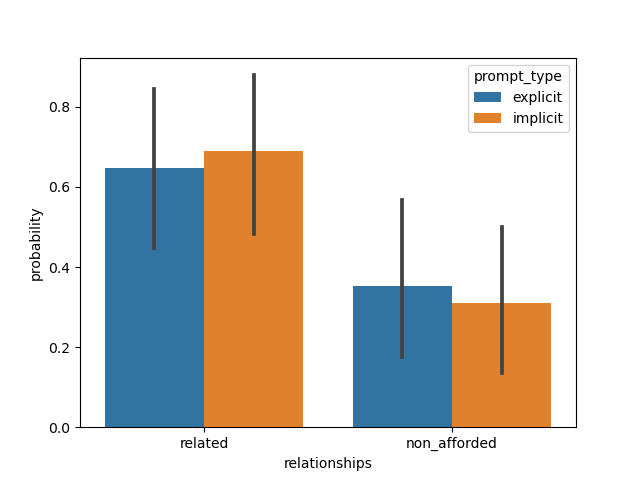 prompt_type
explicit
implicit
0.8
0.6
0.4
0.2
0.0
probability
related
non_afforded
relationships